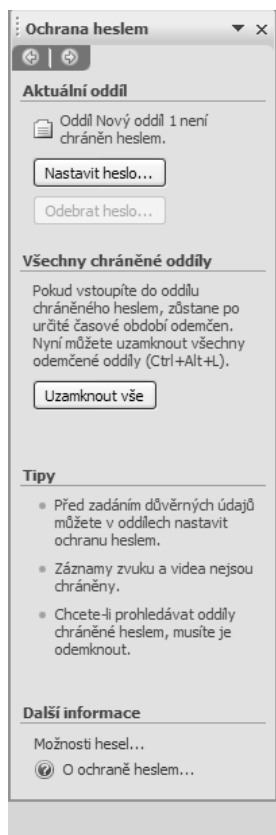 Ochrana heslem
Aktuální oddíl
Oddíl Nový oddíl 1 není
chráněn heslem.
Nastavit heslo...
Odebrat heslo...
Všechny chráněné oddíly
Pokud vstoupíte do oddílu
chráněného heslem, zůstane po
určité časové období odemčen.
Nyní můžete uzamknout všechny
odemčené oddíly (Ctrl+Alt+L).
Uzamknout vše
Tipy
Před zadáním důvěrných údajů
můžete v oddílech nastavit
ochranu heslem.
Záznamy zvuku a videa nejsou
chráněny.
Chcete-li prohledávat oddíly
chráněné heslem, musíte je
odemknout.
Další informace
Možnosti hesel...
O ochraně heslem...